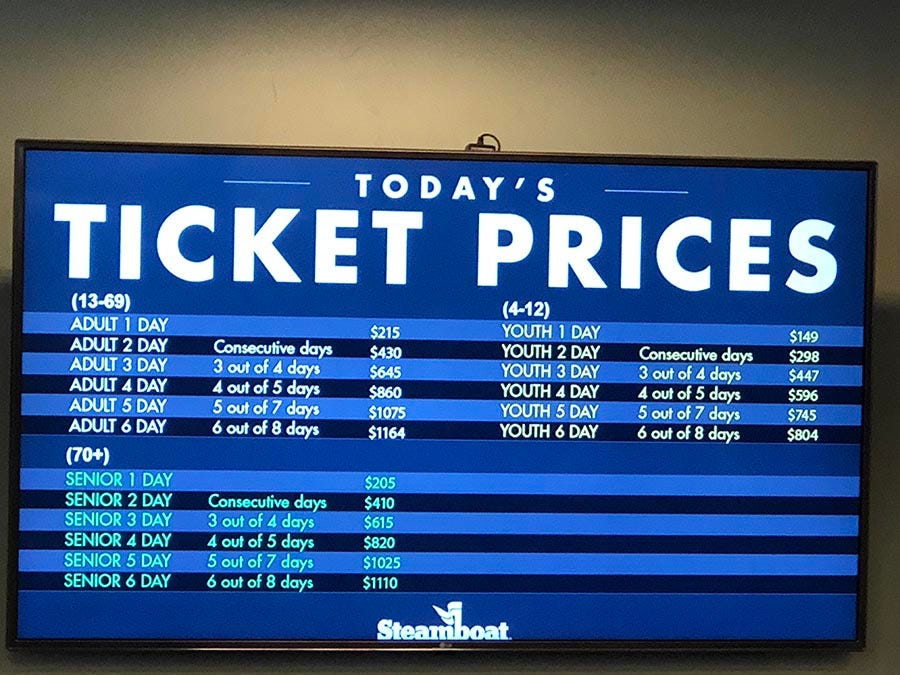 TODAY'S
TICKET PRICES
(13-69)
ADULT 1 DAY $215
ADULT 2 DAY Consecutive days $430
ADULT 3 DAY 3 out of 4 days $645
ADULT 4 DAY 4 out of 5 days $860
ADULT 5 DAY 5 out of 7 days $1075
ADULT 6 DAY 6 out of 8 days $1164
(4-12)
YOUTH 1 DAY $149
YOUTH 2 DAY Consecutive days $298
YOUTH 3 DAY 3 out of 4 days $447
YOUTH 4 DAY 4 out of 5 days $596
YOUTH 5 DAY 5 out of 7 days $745
YOUTH 6 DAY 6 out of 8 days $804
(70+)
SENIOR 1 DAY $205
SENIOR 2 DAY Consecutive days $410
SENIOR 3 DAY 3 out of 4 days $615
SENIOR 4 DAY 4 out of 5 days $820
SENIOR 5 DAY 5 out of 7 days $1025
SENIOR 6 DAY 6 out of 8 days $1110
Steamboat
LG